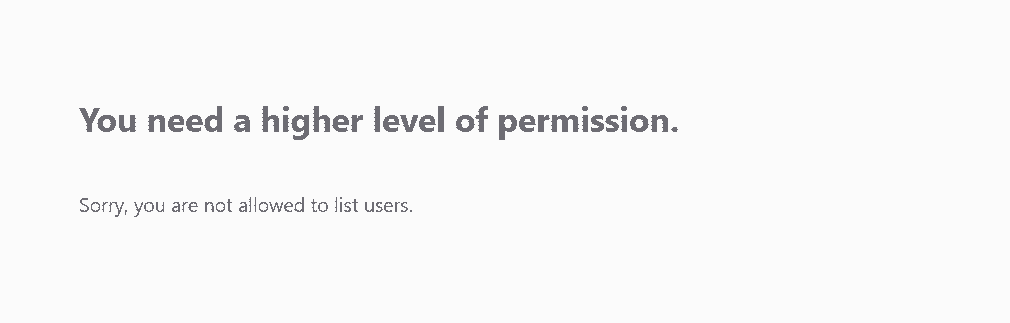 You need a higher level of permission.
Sorry, you are not allowed to list users.